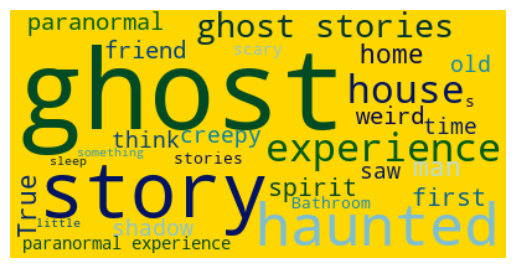 paranormal
ghost stories
friend
scary
home
old
ghost
house
s
weird
time
think
creepy
experience
something
sleep
stories
saw
man
True
story
spirit
first
Bathroom
little
shadow
haunted
paranormal experience